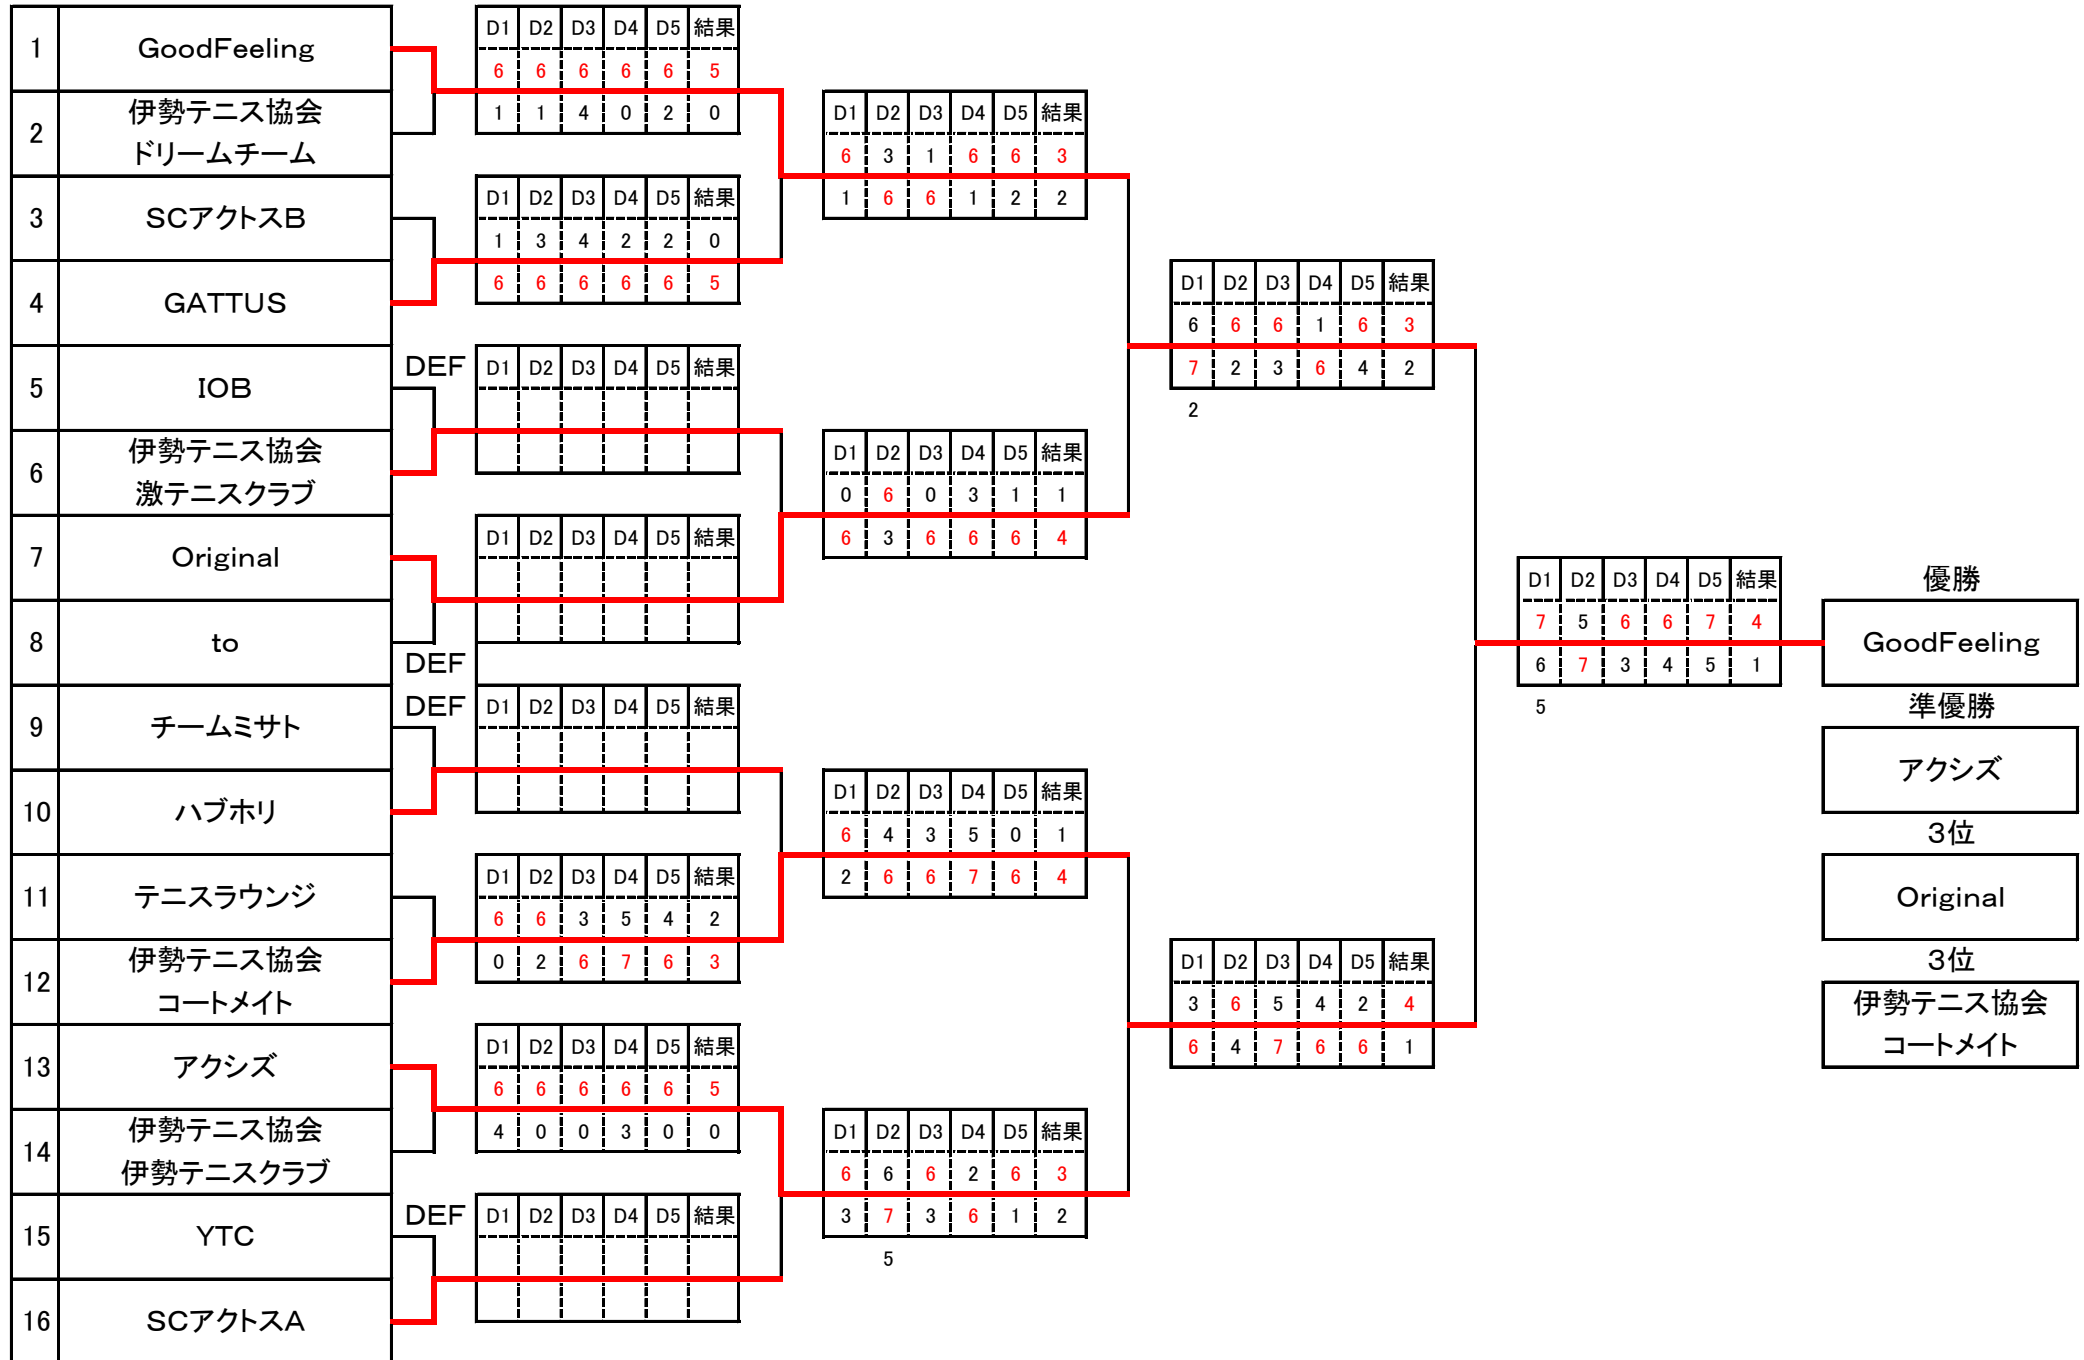 1 GoodFeeling
2 伊勢テニス協会
ドリームチーム
3 SCアクトスB
4 GATTUS
5 IOB
6 伊勢テニス協会
激テニスクラブ
7 Original
8 to
9 チームミサト
10 ハブホリ
11 テニスラウンジ
12 伊勢テニス協会
コートメイト
13 アクシズ
14 伊勢テニス協会
伊勢テニスクラブ
15 YTC
16 SCアクトスA
D1 D2 D3 D4 D5 結果
6 6 6 6 6 5
1 1 4 0 2 0
D1 D2 D3 D4 D5 結果
1 3 4 2 2 0
6 6 6 6 6 5
DEF
D1 D2 D3 D4 D5 結果
D1 D2 D3 D4 D5 結果
DEF
DEF
D1 D2 D3 D4 D5 結果
D1 D2 D3 D4 D5 結果
6 6 3 5 4 2
0 2 6 7 6 3
D1 D2 D3 D4 D5 結果
6 6 6 6 6 5
4 0 0 3 0 0
DEF
D1 D2 D3 D4 D5 結果
D1 D2 D3 D4 D5 結果
6 3 1 6 6 3
1 6 6 1 2 2
D1 D2 D3 D4 D5 結果
0 6 0 3 1 1
6 3 6 6 6 4
D1 D2 D3 D4 D5 結果
6 4 3 5 0 1
2 6 6 7 6 4
D1 D2 D3 D4 D5 結果
6 6 6 2 6 3
3 7 3 6 1 2
5
D1 D2 D3 D4 D5 結果
6 6 6 1 6 3
7 2 3 6 4 2
2
D1 D2 D3 D4 D5 結果
3 6 5 4 2 4
6 4 7 6 6 1
D1 D2 D3 D4 D5 結果
7 5 6 6 7 4
6 7 3 4 5 1
5
優勝
GoodFeeling
準優勝
アクシズ
3位
Original
3位
伊勢テニス協会
コートメイト